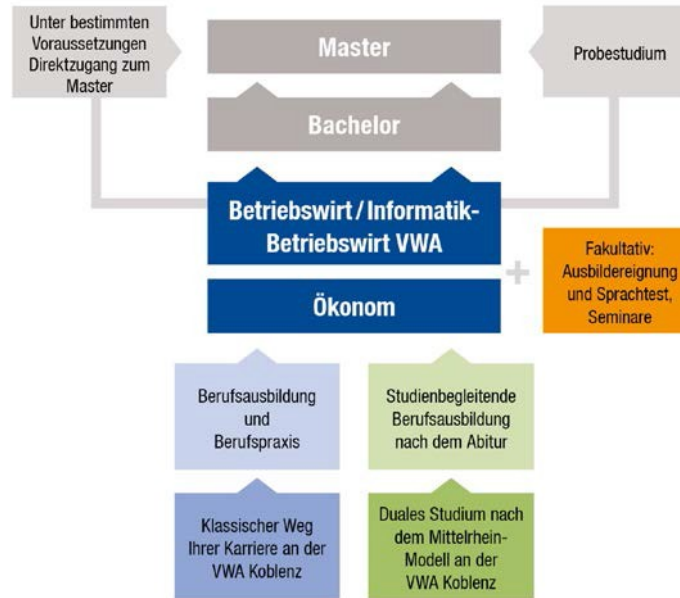 Unter bestimmten
Voraussetzungen
Direktzugang zum
Master
Master
Probestudium
Bachelor
Betriebswirt / Informatik-
Betriebswirt VWA
+
Fakultativ:
Ausbildereignung
und Sprachtest,
Seminare
Ökonom
Berufsausbildung
und
Berufspraxis
Studienbegleitende
Berufsausbildung
nach dem Abitur
Klassischer Weg
Ihrer Karriere an der
VWA Koblenz
Duales Studium nach
dem Mittelrhein-
Modell an der
VWA Koblenz